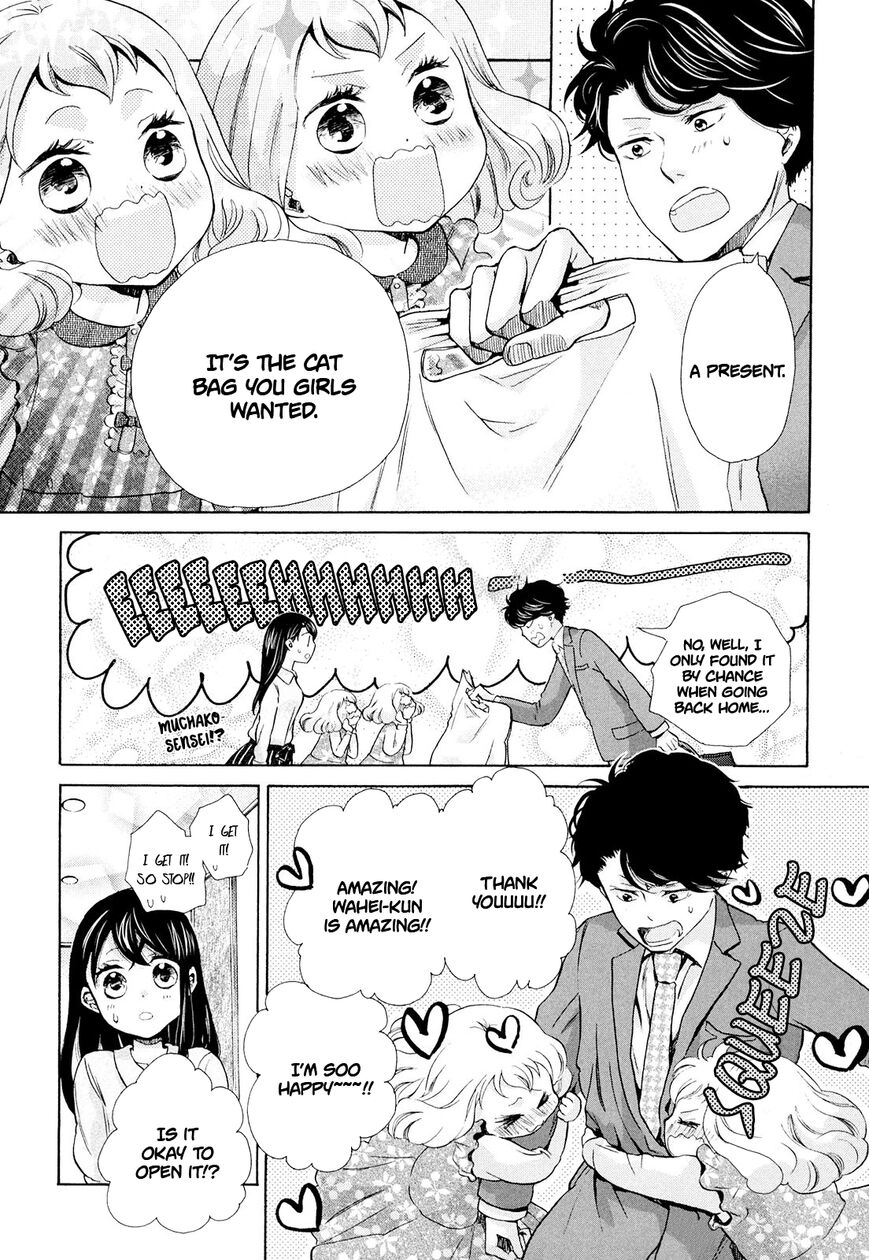 A PRESENT.
IT'S THE CAT
BAG YOU GIRLS
WANTED.
EEEEEEEHHHHHHH
NO, WELL, I
ONLY FOUND IT
BY CHANCE
WHEN GOING
BACK HOME...
MUCHAKO-
SENSEI!?
THANK
YOUUUU!!
AMAZING!
WAHEI-KUN
IS AMAZING!!
SQUEEZE
I'M SOO
HAPPY~~~!!
I GET
IT!
I GET IT!
SO STOP!!
IS IT
OKAY TO
OPEN IT!?